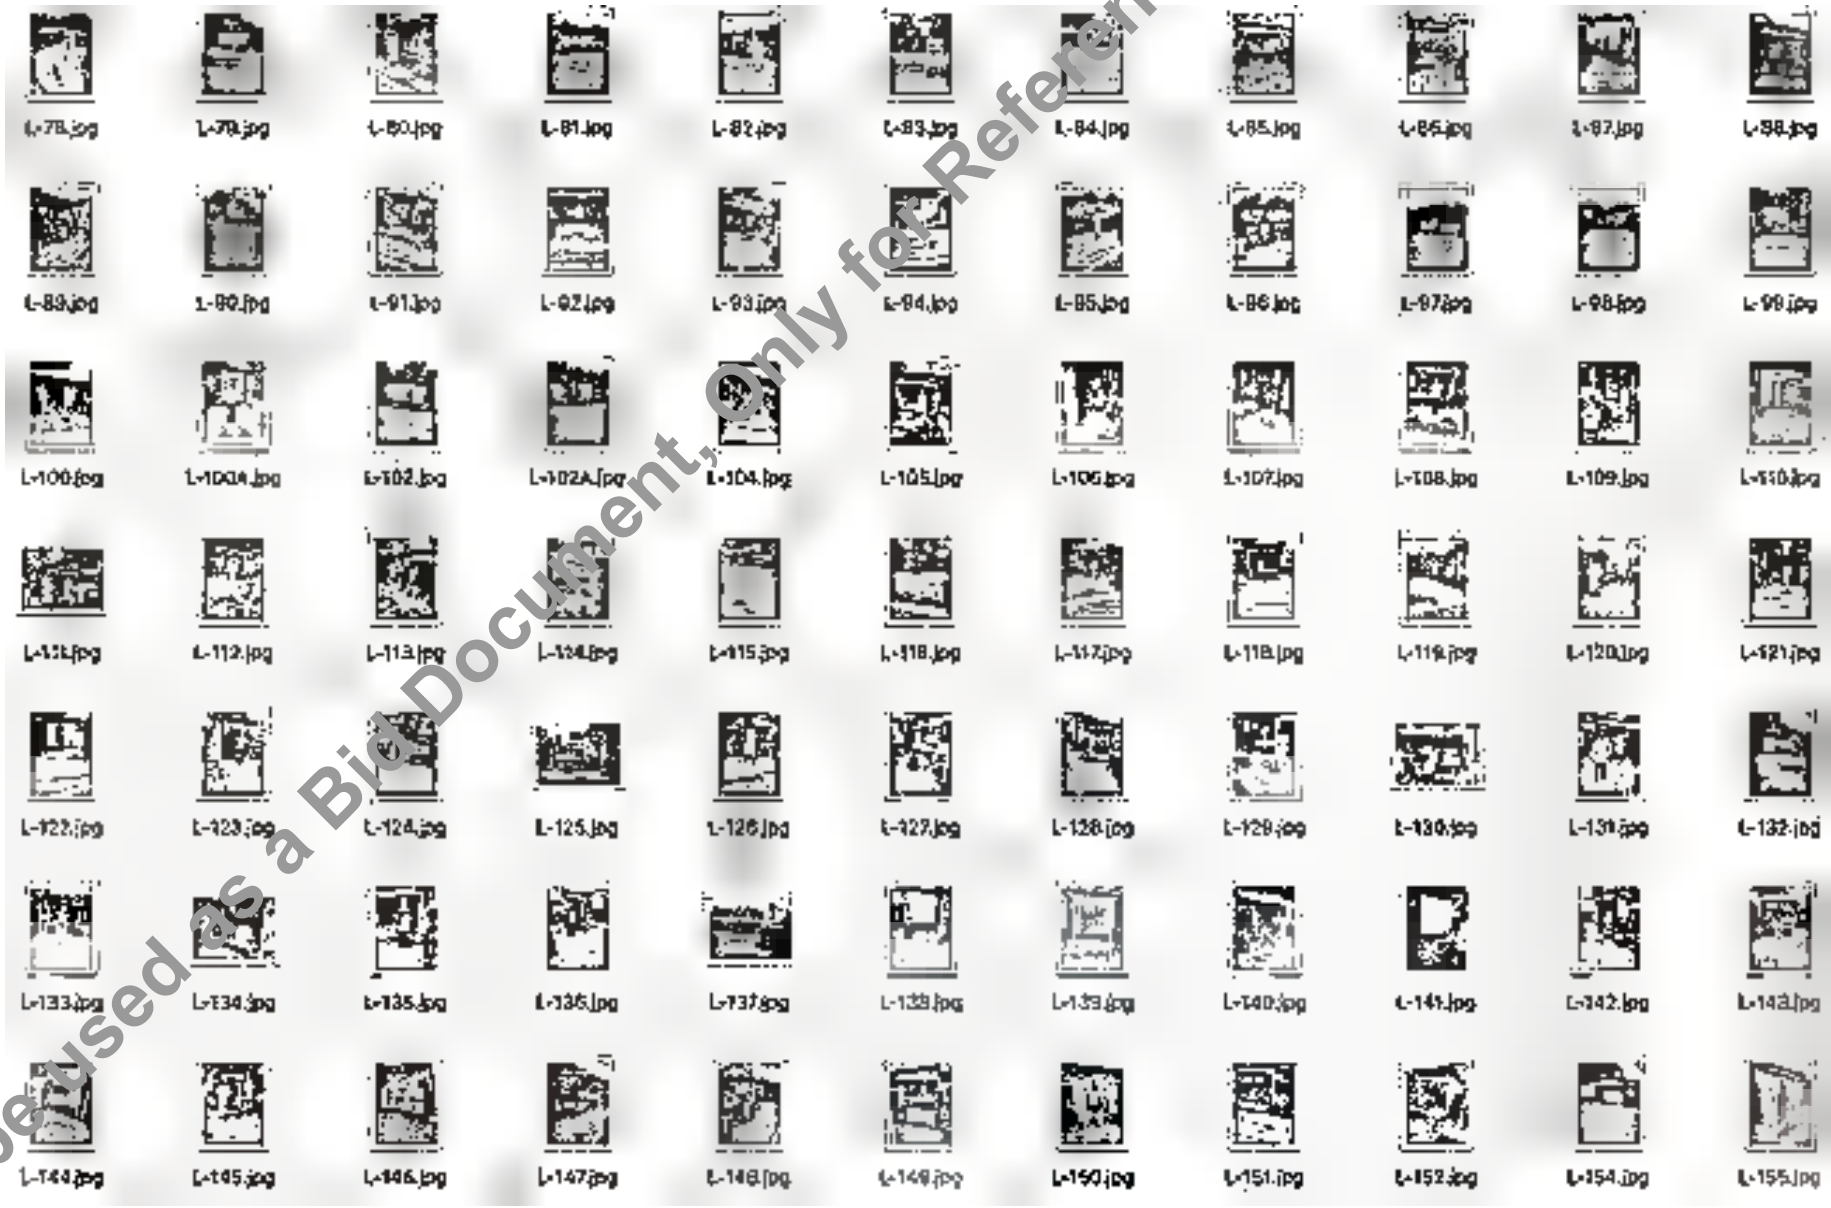 L-78.jpg L-79.jpg L-80.jpg L-81.jpg L-82.jpg L-83.jpg L-84.jpg L-85.jpg L-86.jpg L-87.jpg L-88.jpg
L-89.jpg L-90.jpg L-91.jpg L-92.jpg L-93.jpg L-94.jpg L-95.jpg L-96.jpg L-97.jpg L-98.jpg L-99.jpg
L-100.jpg L-100A.jpg L-102.jpg L-102A.jpg L-104.jpg L-105.jpg L-106.jpg L-107.jpg L-108.jpg L-109.jpg L-110.jpg
L-111.jpg L-112.jpg L-113.jpg L-114.jpg L-115.jpg L-116.jpg L-117.jpg L-118.jpg L-119.jpg L-120.jpg L-121.jpg
L-122.jpg L-123.jpg L-124.jpg L-125.jpg L-126.jpg L-127.jpg L-128.jpg L-129.jpg L-130.jpg L-131.jpg L-132.jpg
L-133.jpg L-134.jpg L-135.jpg L-136.jpg L-137.jpg L-138.jpg L-139.jpg L-140.jpg L-141.jpg L-142.jpg L-143.jpg
L-144.jpg L-145.jpg L-146.jpg L-147.jpg L-148.jpg L-149.jpg L-150.jpg L-151.jpg L-152.jpg L-154.jpg L-155.jpg
be used as a Bid Document, Only for Referen